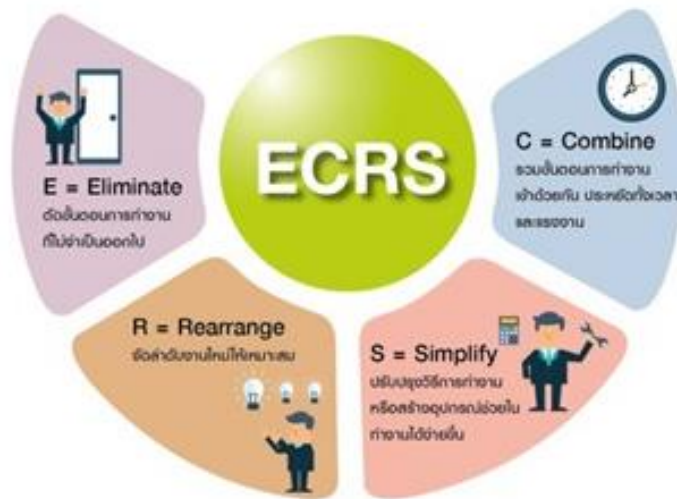 ECRS
E = Eliminate
ตัดขั้นตอนการทำงาน
ที่ไม่จำเป็นออกไป
C = Combine
รวมขั้นตอนการทำงาน
เข้าด้วยกัน ประหยัดทั้งเวลา
และแรงงาน
R = Rearrange
จัดลำดับงานใหม่ให้เหมาะสม
S = Simplify
ปรับปรุงวิธีการทำงาน
หรือสร้างอุปกรณ์ช่วยใน
ทำงานได้ง่ายขึ้น